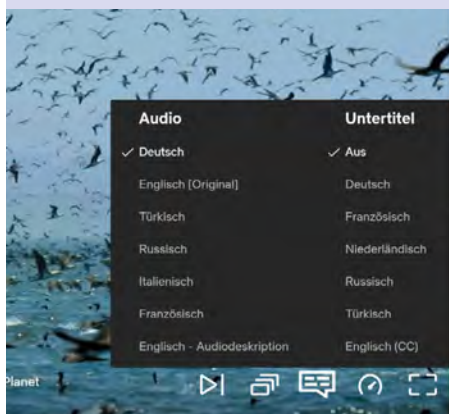 Audio
Deutsch
Englisch [Original]
Türkisch
Russisch
Italienisch
Französisch
Englisch - Audiodeskription
Untertitel
Aus
Deutsch
Französisch
Niederländisch
Russisch
Türkisch
Englisch (CC)
Planet